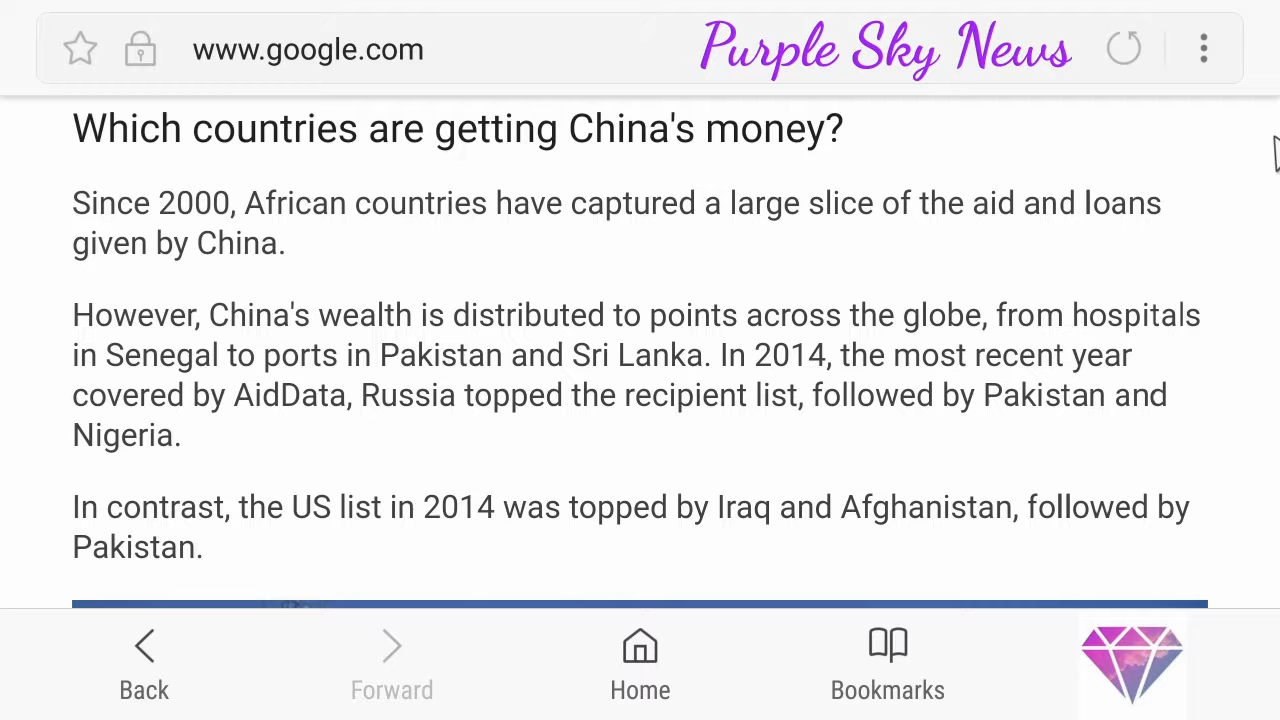 www.google.com
Purple Sky News
Which countries are getting China's money?
Since 2000, African countries have captured a large slice of the aid and loans
given by China.
However, China's wealth is distributed to points across the globe, from hospitals
in Senegal to ports in Pakistan and Sri Lanka. In 2014, the most recent year
covered by AidData, Russia topped the recipient list, followed by Pakistan and
Nigeria.
In contrast, the US list in 2014 was topped by Iraq and Afghanistan, followed by
Pakistan.
Back
Forward
Home
Bookmarks